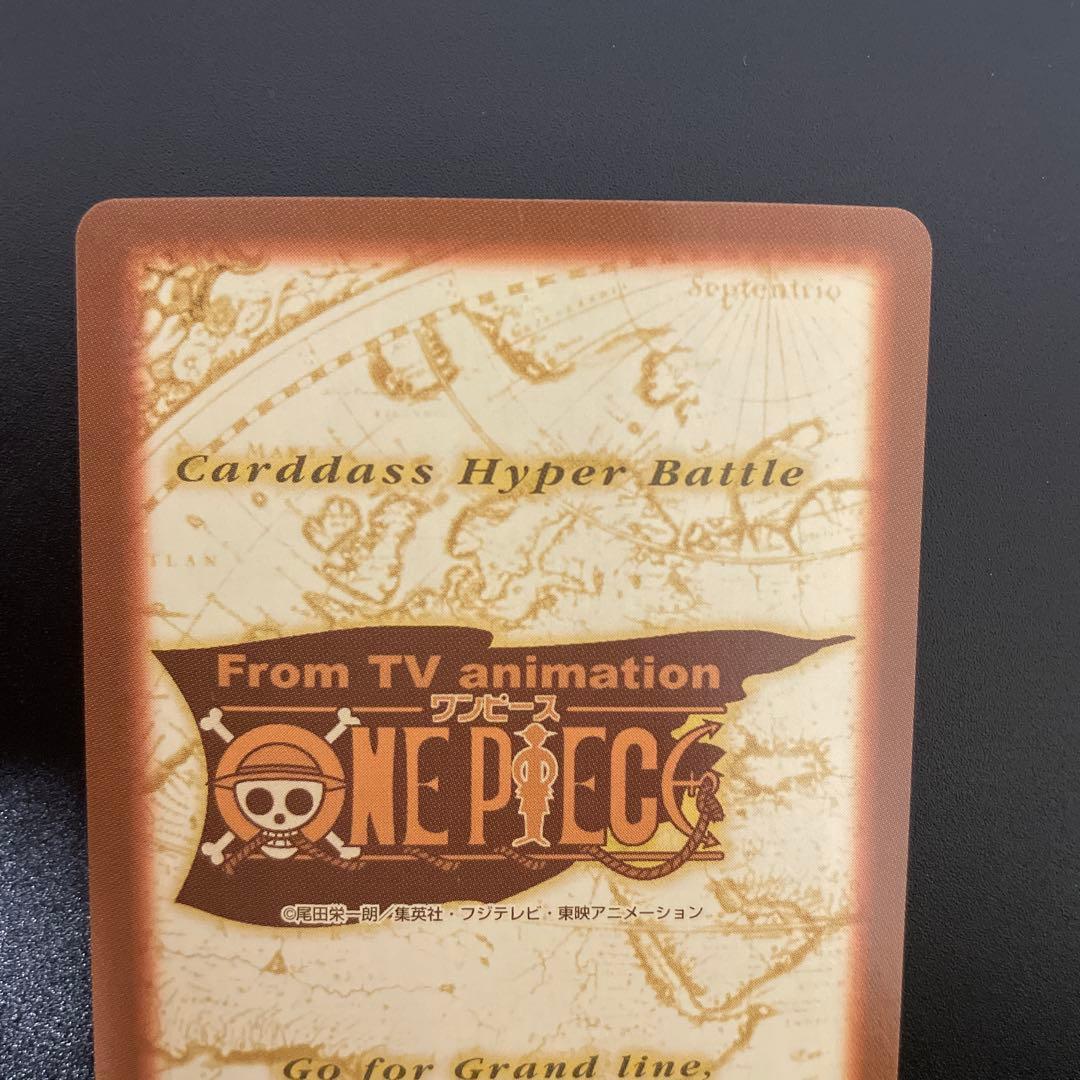 Septentrio
Carddass Hyper Battle
TLAN
From TV animation
ワンピース
ONE PIECE
©尾田栄一朗/集英社・フジテレビ・東映アニメーション
Go for Grand line,